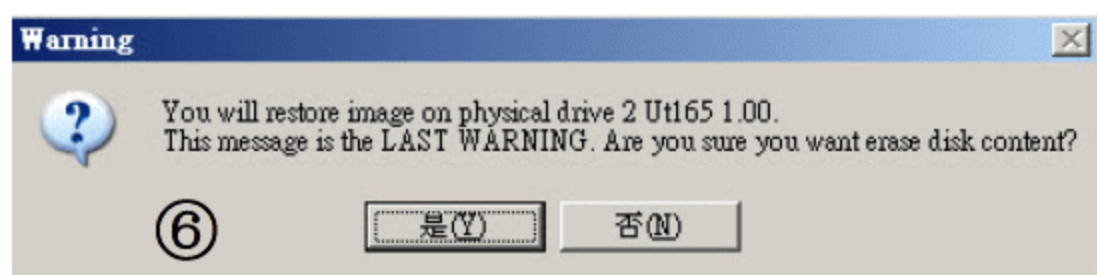 Warning
You will restore image on physical drive 2 Ut165 1.00.
This message is the LAST WARNING. Are you sure you want erase disk content?
⑥ 是(Y) 否(N)